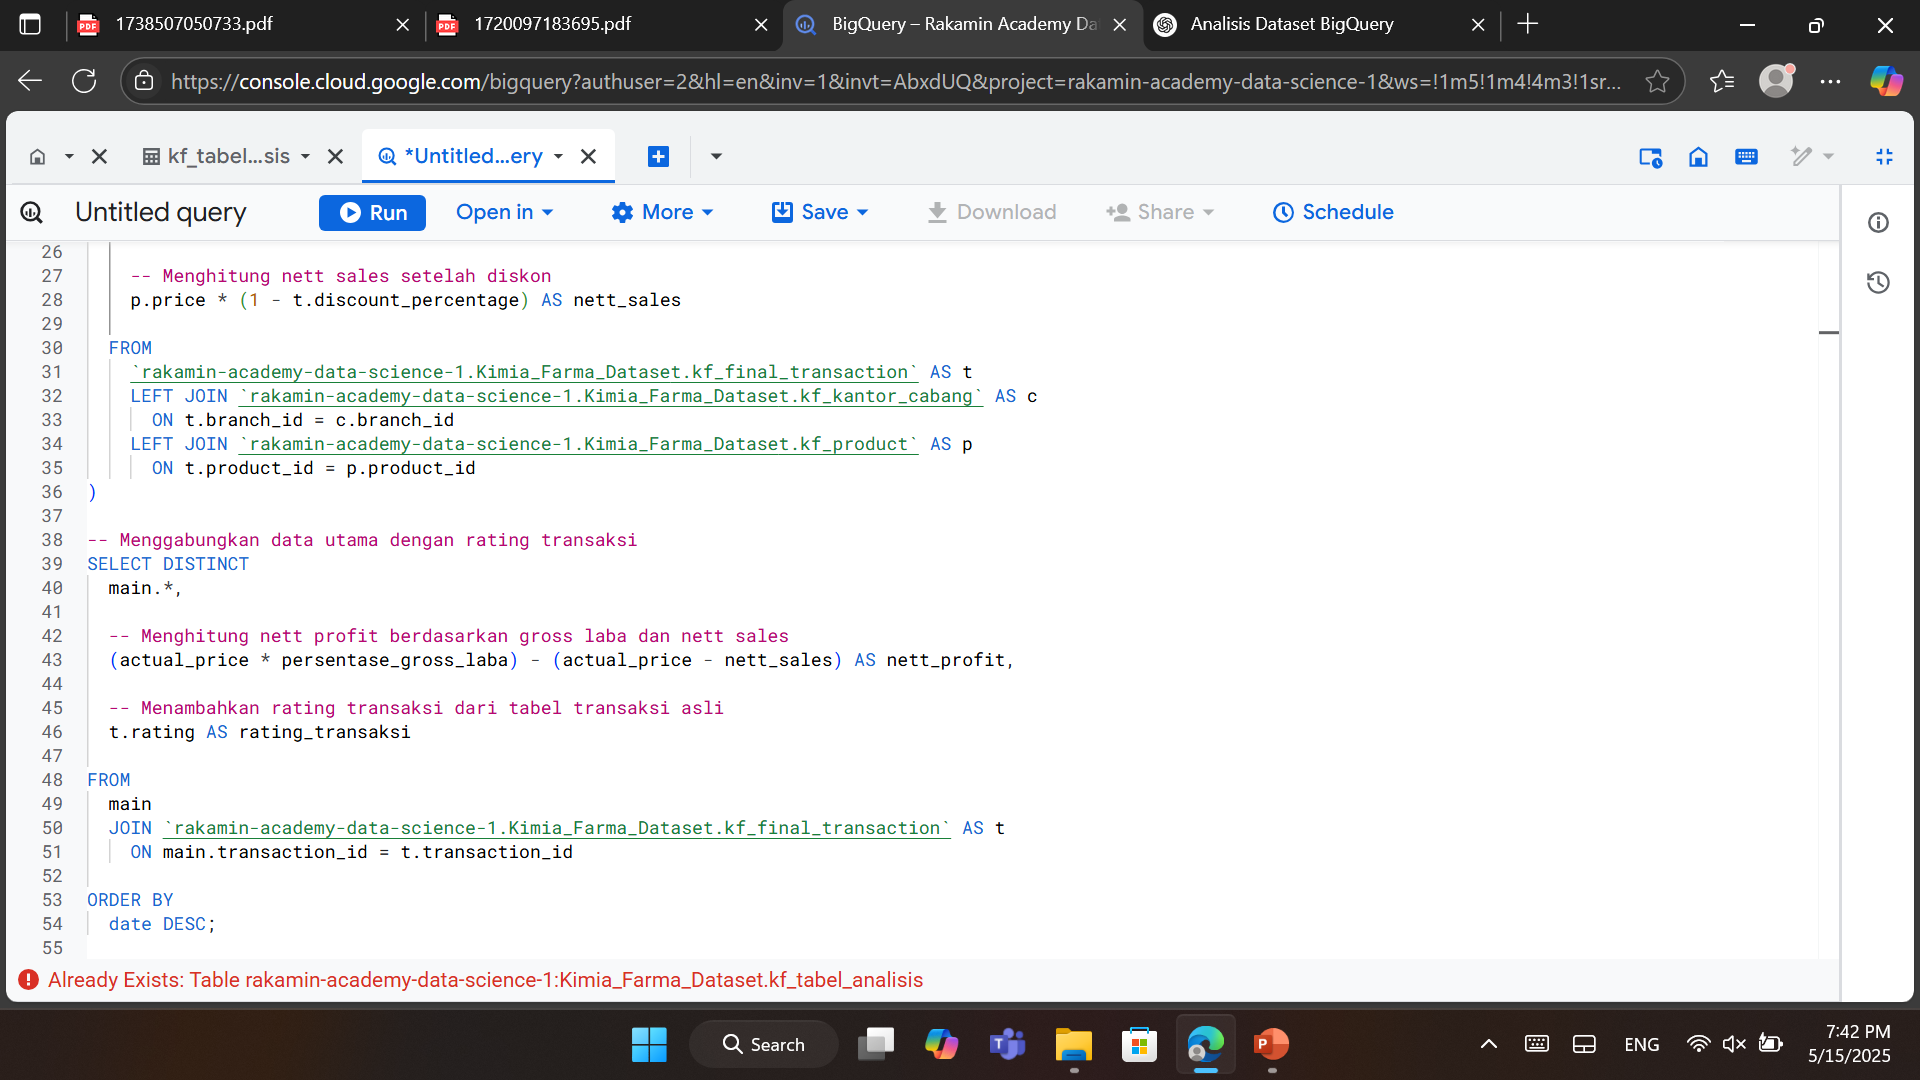 1738507050733.pdf
1720097183695.pdf
BigQuery – Rakamin Academy Da
Analisis Dataset BigQuery
https://console.cloud.google.com/bigquery?authuser=2&hl=en&inv=1&invt=AbxdUQ&project=rakamin-academy-data-science-1&ws=!1m5!1m4!4m3!1sr...
kf_tabel...sis
*Untitled...ery
Untitled query
Run
Open in
More
Save
Download
Share
Schedule
26
27 -- Menghitung nett sales setelah diskon
28 p.price * (1 - t.discount_percentage) AS nett_sales
29
30 FROM
31 `rakamin-academy-data-science-1.Kimia_Farma_Dataset.kf_final_transaction` AS t
32 LEFT JOIN `rakamin-academy-data-science-1.Kimia_Farma_Dataset.kf_kantor_cabang` AS c
33 ON t.branch_id = c.branch_id
34 LEFT JOIN `rakamin-academy-data-science-1.Kimia_Farma_Dataset.kf_product` AS p
35 ON t.product_id = p.product_id
36 )
37
38 -- Menggabungkan data utama dengan rating transaksi
39 SELECT DISTINCT
40 main.*,
41
42 -- Menghitung nett profit berdasarkan gross laba dan nett sales
43 (actual_price * persentase_gross_laba) - (actual_price - nett_sales) AS nett_profit,
44
45 -- Menambahkan rating transaksi dari tabel transaksi asli
46 t.rating AS rating_transaksi
47
48 FROM
49 main
50 JOIN `rakamin-academy-data-science-1.Kimia_Farma_Dataset.kf_final_transaction` AS t
51 ON main.transaction_id = t.transaction_id
52
53 ORDER BY
54 date DESC;
55
Already Exists: Table rakamin-academy-data-science-1:Kimia_Farma_Dataset.kf_tabel_analisis
Search
ENG
7:42 PM
5/15/2025